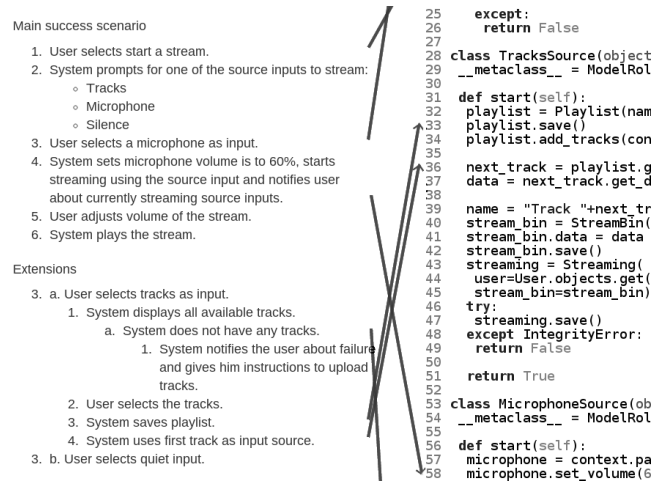 Main success scenario
1. User selects start a stream.
2. System prompts for one of the source inputs to stream:
Tracks
Microphone
Silence
3. User selects a microphone as input.
4. System sets microphone volume is to 60%, starts
streaming using the source input and notifies user
about currently streaming source inputs.
5. User adjusts volume of the stream.
6. System plays the stream.
Extensions
3. a. User selects tracks as input.
1. System displays all available tracks.
a. System does not have any tracks.
1. System notifies the user about failure
and gives him instructions to upload
tracks.
2. User selects the tracks.
3. System saves playlist.
4. System uses first track as input source.
3. b. User selects quiet input.
25 except:
26 return False
27
28 class TracksSource(object
29 __metaclass__ = ModelRol
30
31 def start(self):
32 playlist = Playlist(nam
33 playlist.save()
34 playlist.add_tracks(con
35
36 next_track = playlist.g
37 data = next_track.get_d
38
39 name = "Track "+next_tr
40 stream_bin = StreamBin(
41 stream_bin.data = data
42 stream_bin.save()
43 streaming = Streaming(
44 user=User.objects.get(
45 stream_bin=stream_bin)
46 try:
47 streaming.save()
48 except IntegrityError:
49 return False
50
51 return True
52
53 class MicrophoneSource(ob
54 __metaclass__ = ModelRol
55
56 def start(self):
57 microphone = context.pa
58 microphone.set_volume(6